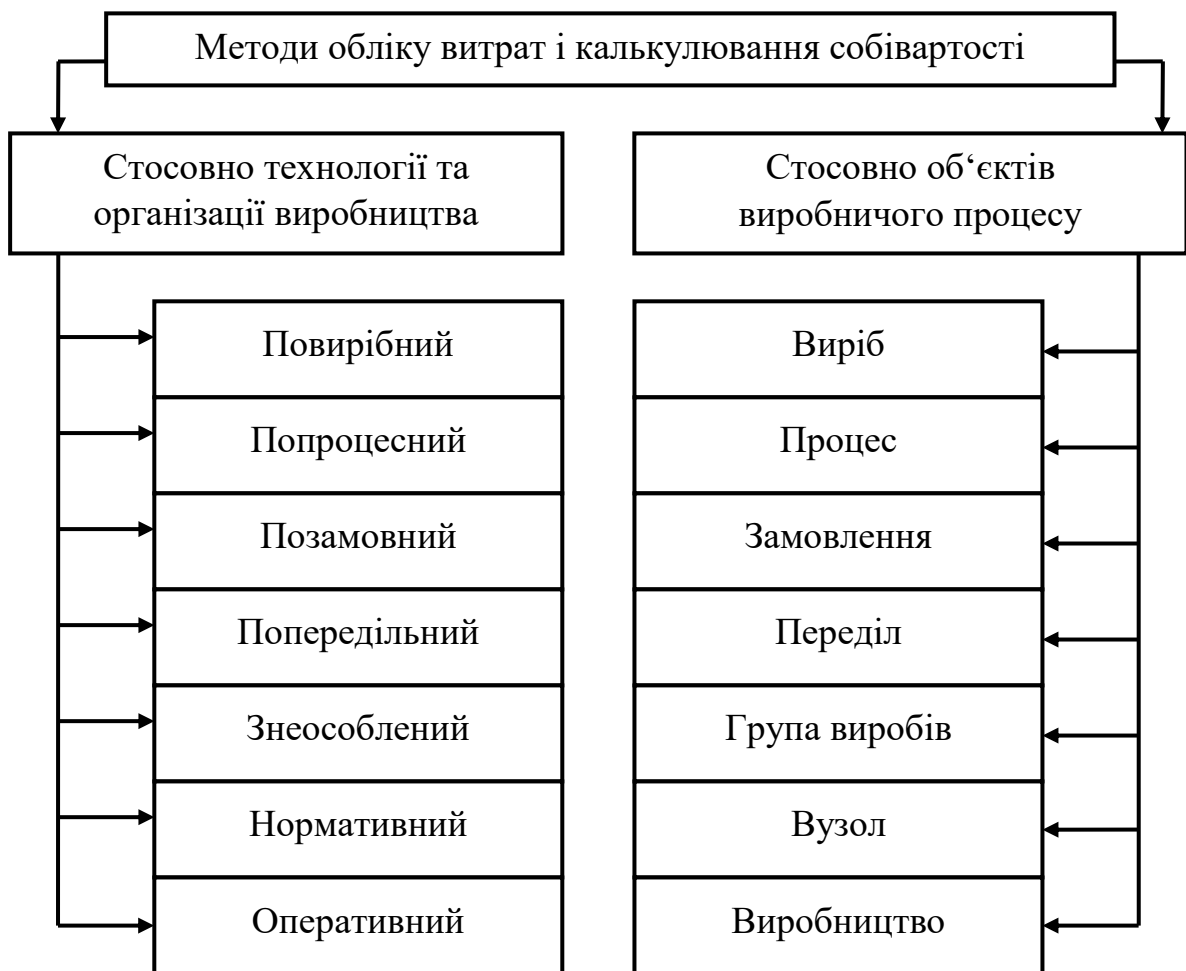 Методи обліку витрат і калькулювання собівартості
Стосовно технології та
організації виробництва
Стосовно об‘єктів
виробничого процесу
Повирібний
Виріб
Попроцесний
Процес
Позамовний
Замовлення
Попередільний
Переділ
Знеособлений
Група виробів
Нормативний
Вузол
Оперативний
Виробництво